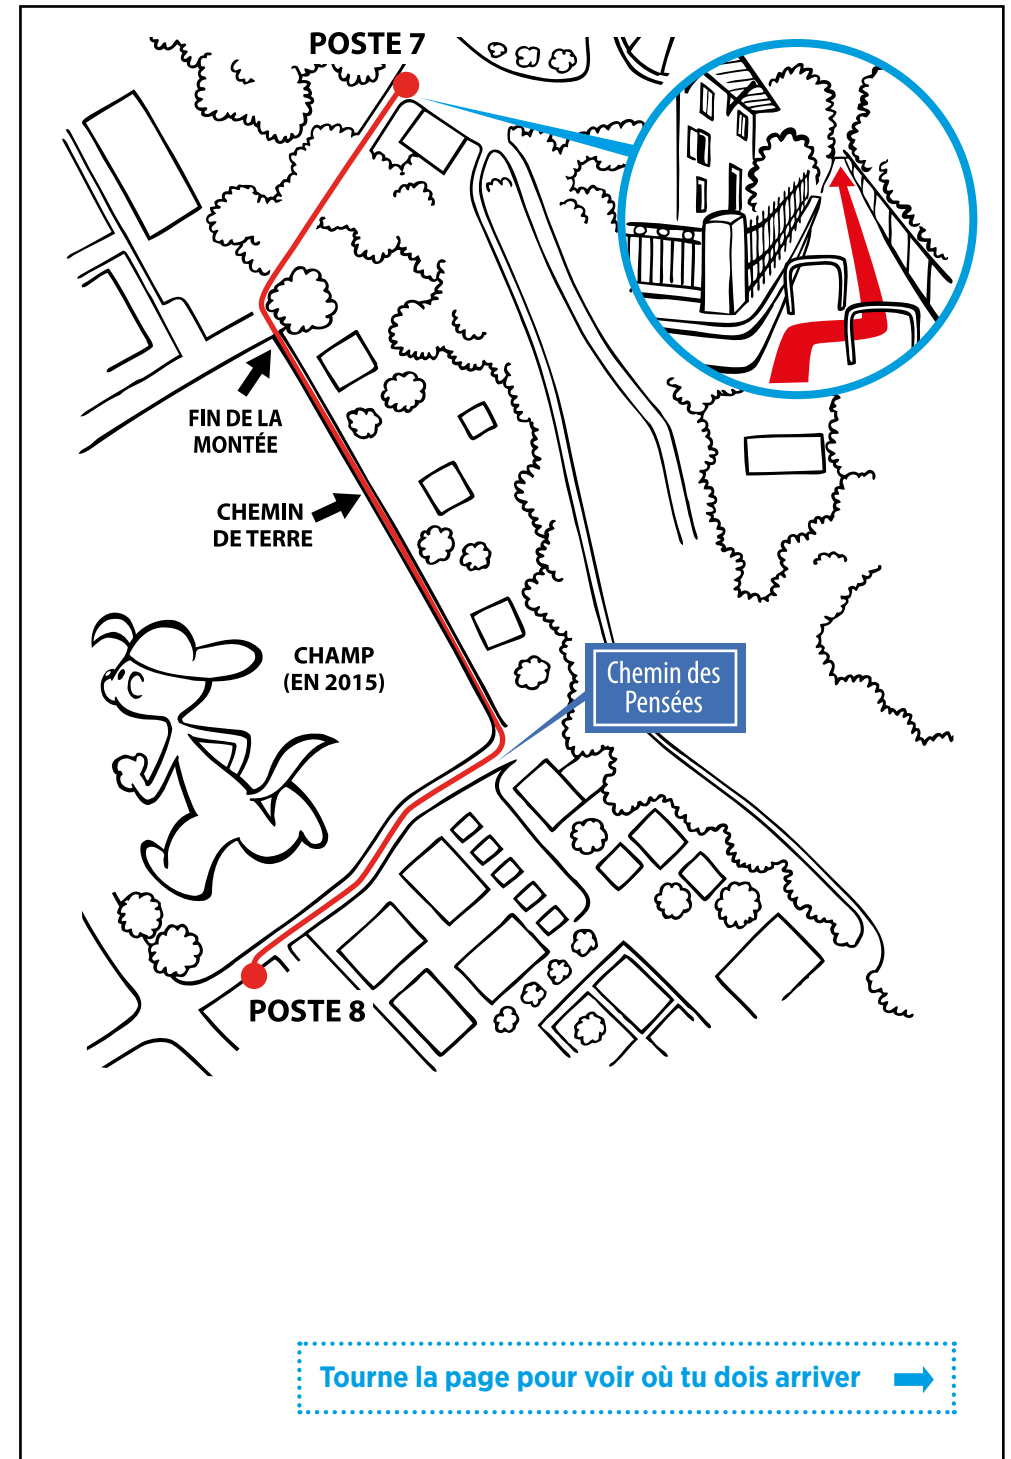 POSTE 7
FIN DE LA
MONTÉE
CHEMIN
DE TERRE
CHAMP
(EN 2015)
Chemin des
Pensées
POSTE 8
Tourne la page pour voir où tu dois arriver